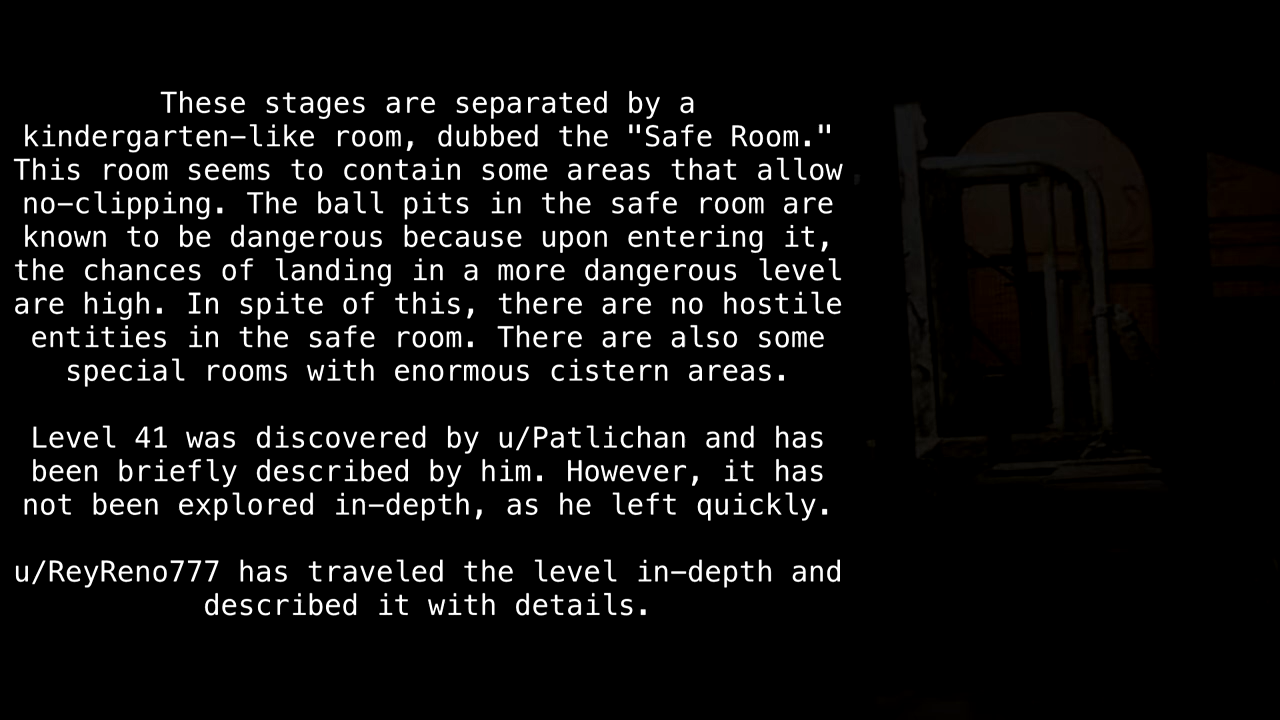 These stages are separated by a
kindergarten-like room, dubbed the "Safe Room."
This room seems to contain some areas that allow
no-clipping. The ball pits in the safe room are
known to be dangerous because upon entering it,
the chances of landing in a more dangerous level
are high. In spite of this, there are no hostile
entities in the safe room. There are also some
special rooms with enormous cistern areas.
Level 41 was discovered by u/Patlichan and has
been briefly described by him. However, it has
not been explored in-depth, as he left quickly.
u/ReyReno777 has traveled the level in-depth and
described it with details.